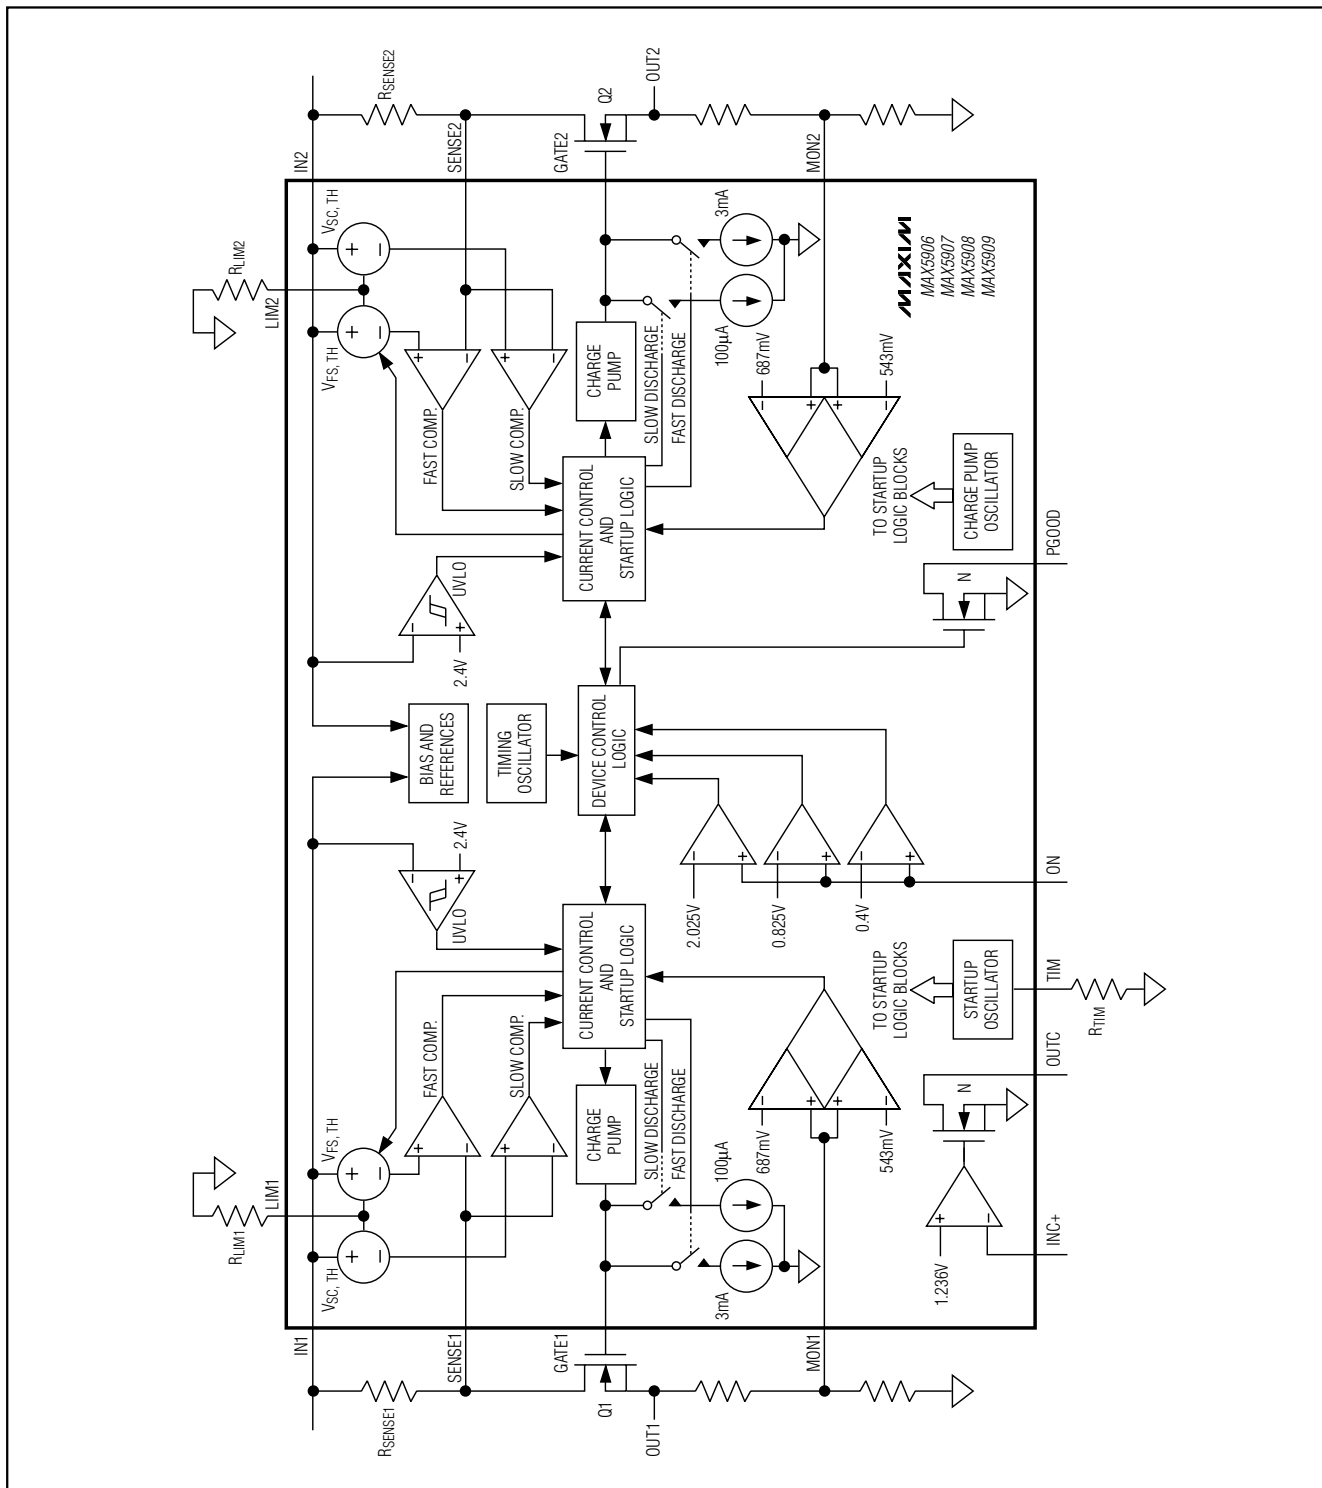 RSENSE1
IN1
VSC, TH
VFS, TH
RLIM1
LIM1
SENSE1
FAST COMP.
SLOW COMP.
UVLO
2.4V
GATE1
Q1
OUT1
CHARGE
PUMP
CURRENT CONTROL
AND
STARTUP LOGIC
SLOW DISCHARGE
FAST DISCHARGE
3mA
100µA
MON1
687mV
543mV
BIAS AND
REFERENCES
TIMING
OSCILLATOR
DEVICE CONTROL
LOGIC
2.025V
0.825V
0.4V
ON
1.236V
INC+
N
OUTC
TO STARTUP
LOGIC BLOCKS
STARTUP
OSCILLATOR
TIM
RTIM
IN2
RSENSE2
VFS, TH
VSC, TH
LIM2
RLIM2
SENSE2
FAST COMP.
SLOW COMP.
UVLO
2.4V
GATE2
Q2
OUT2
CHARGE
PUMP
CURRENT CONTROL
AND
STARTUP LOGIC
SLOW DISCHARGE
FAST DISCHARGE
100µA
3mA
MON2
687mV
543mV
TO STARTUP
LOGIC BLOCKS
CHARGE PUMP
OSCILLATOR
N
PGOOD
MAXIM
MAX5906
MAX5907
MAX5908
MAX5909